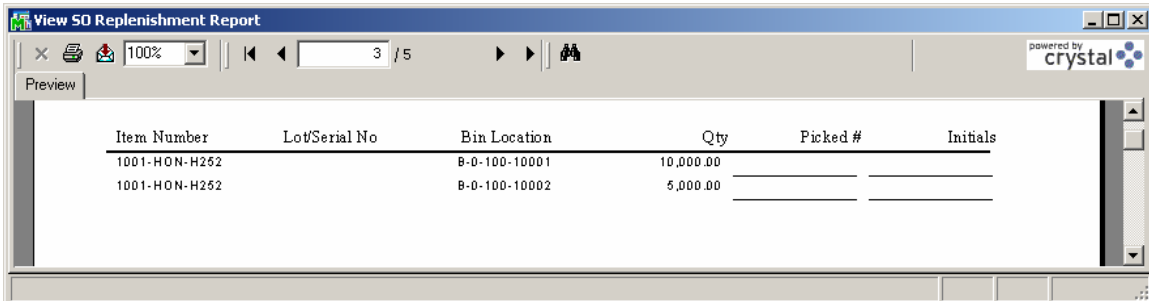 View SO Replenishment Report
100% 3 / 5 powered by crystal
Preview
Item Number Lot/Serial No Bin Location Qty Picked # Initials
1001-HON-H252 B-0-100-10001 10,000.00
1001-HON-H252 B-0-100-10002 5,000.00